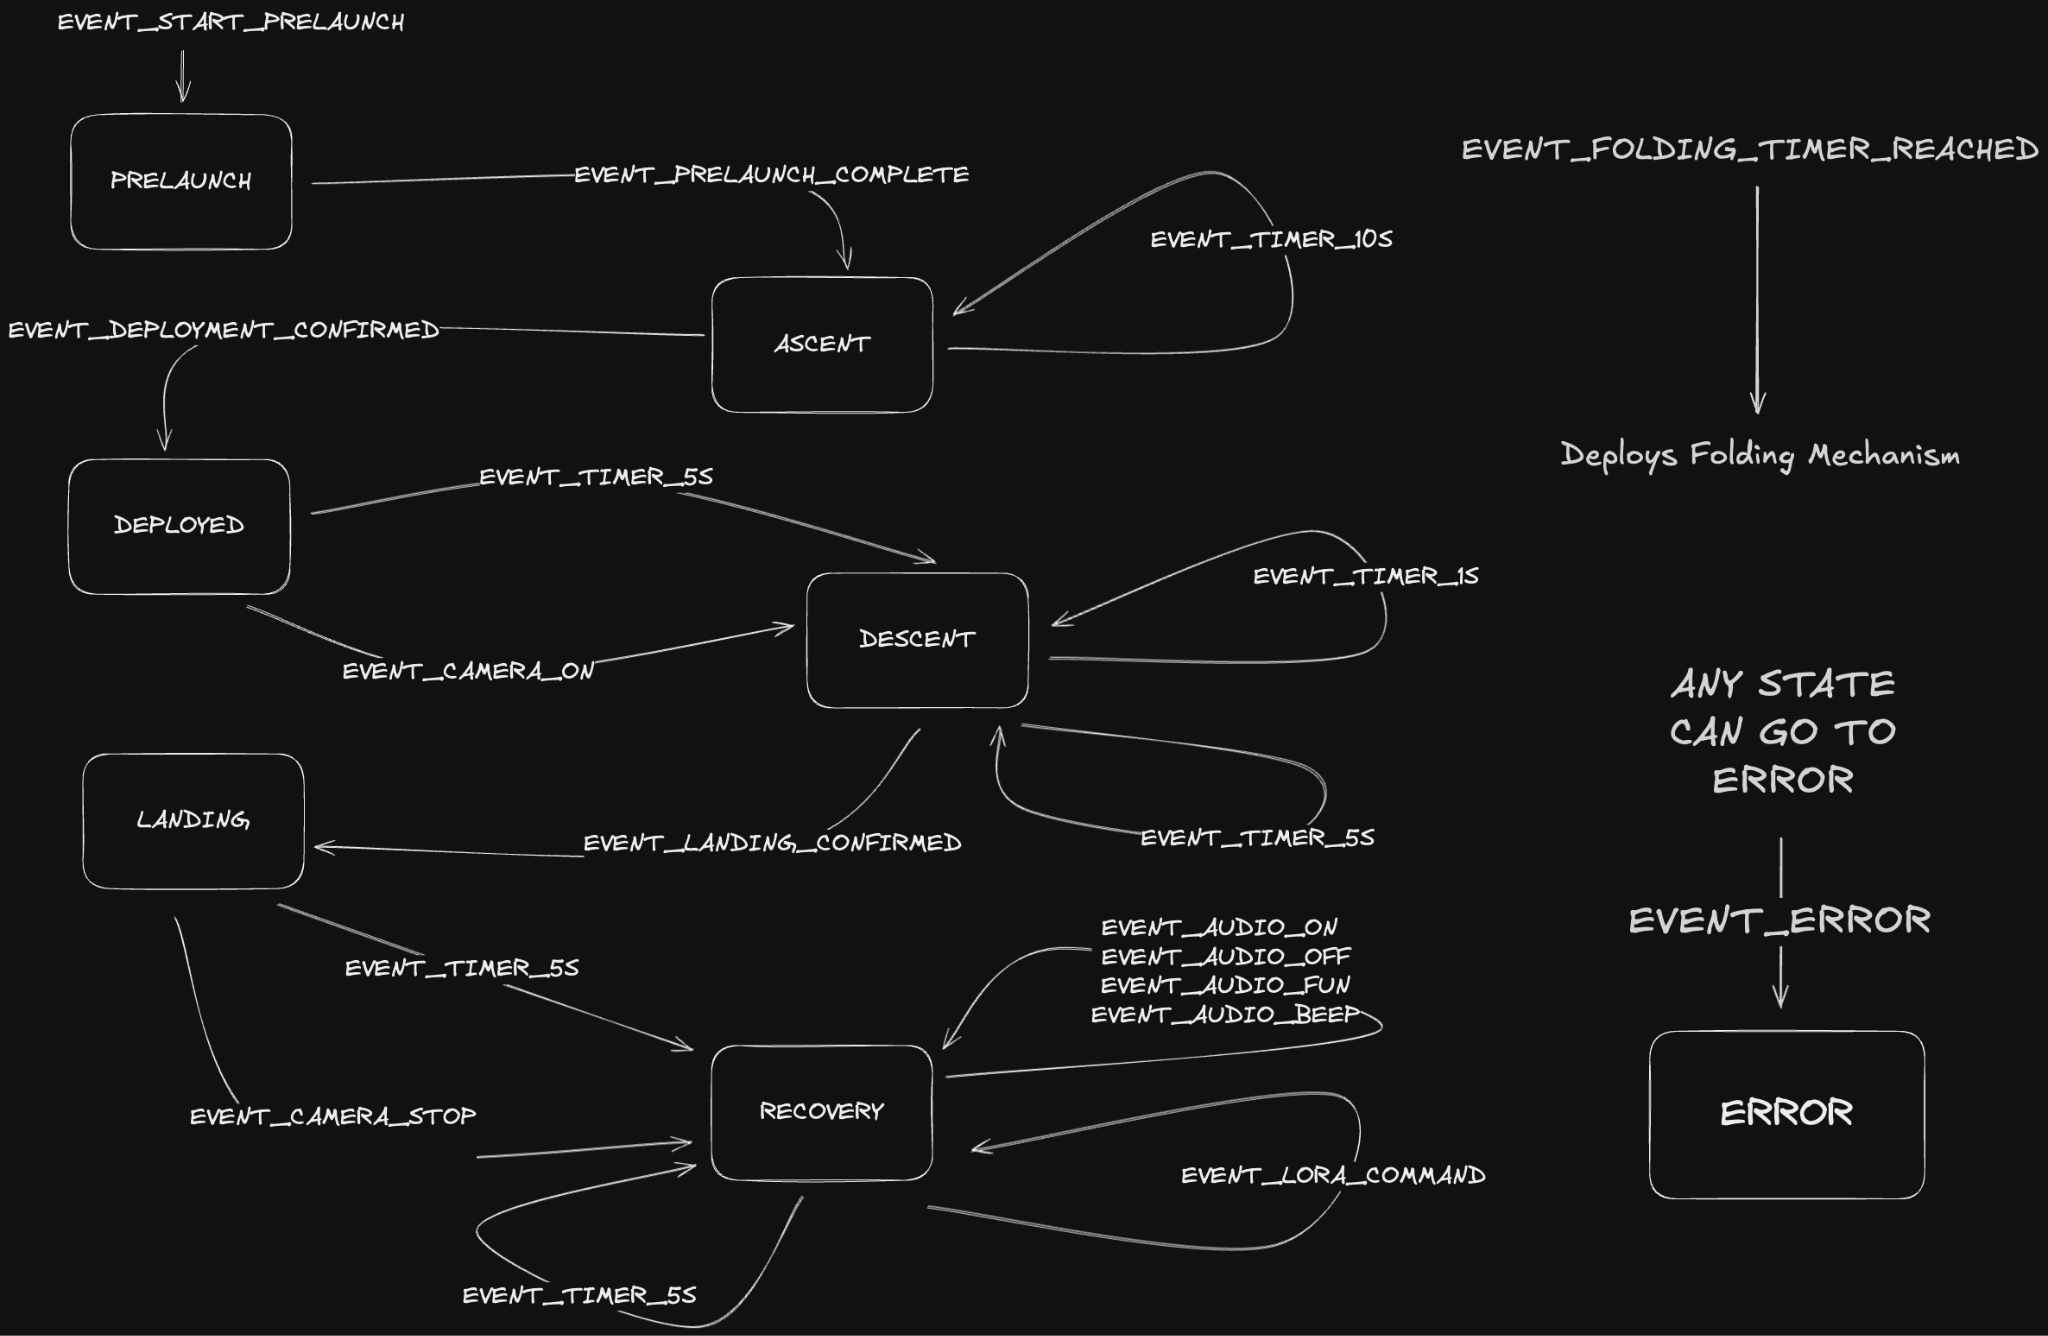 EVENT_START_PRELAUNCH
PRELAUNCH
EVENT_PRELAUNCH_COMPLETE
EVENT_TIMER_10S
EVENT_FOLDING_TIMER_REACHED
EVENT_DEPLOYMENT_CONFIRMED
ASCENT
Deploys Folding Mechanism
EVENT_TIMER_5S
DEPLOYED
EVENT_TIMER_1S
DESCENT
EVENT_CAMERA_ON
ANY STATE
CAN GO TO
ERROR
LANDING
EVENT_LANDING_CONFIRMED
EVENT_TIMER_5S
EVENT_ERROR
EVENT_TIMER_5S
EVENT_AUDIO_ON
EVENT_AUDIO_OFF
EVENT_AUDIO_FUN
EVENT_AUDIO_BEEP
RECOVERY
ERROR
EVENT_CAMERA_STOP
EVENT_LORA_COMMAND
EVENT_TIMER_5S